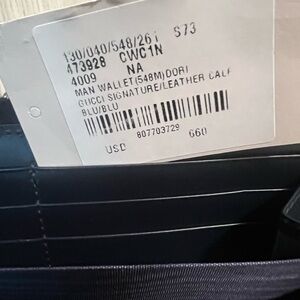 130/040/548/261 S73
473928 CWC1N
4009 NA
MAN WALLET(548M)DORI
GUCCI SIGNATURE/LEATHER CALF
BLU/BLU
807703729
USD 660